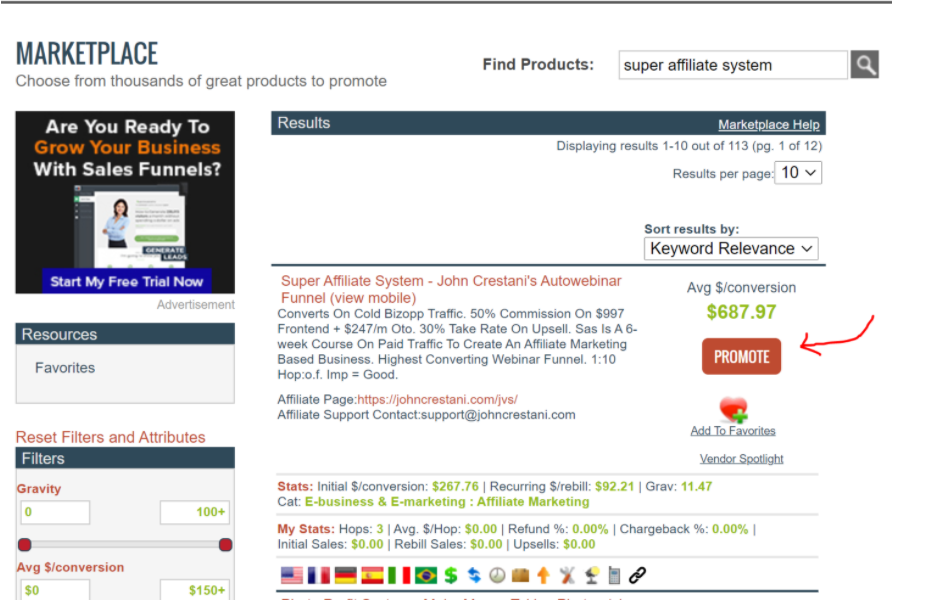 MARKETPLACE
Choose from thousands of great products to promote
Find Products:
super affiliate system
Are You Ready To
Grow Your Business
With Sales Funnels?
GENERATE
LEADS
Start My Free Trial Now
Advertisement
Resources
Favorites
Reset Filters and Attributes
Filters
Gravity
0
100+
Avg $/conversion
$0
$150+
Results
Marketplace Help
Displaying results 1-10 out of 113 (pg. 1 of 12)
Results per page:
10
Sort results by:
Keyword Relevance
Super Affiliate System - John Crestani's Autowebinar
Funnel (view mobile)
Converts On Cold Bizopp Traffic. 50% Commission On $997
Frontend + $247/m Oto. 30% Take Rate On Upsell. Sas Is A 6-
week Course On Paid Traffic To Create An Affiliate Marketing
Based Business. Highest Converting Webinar Funnel. 1:10
Hop:o.f. Imp = Good.
Affiliate Page:https://johncrestani.com/jvs/
Affiliate Support Contact:support@johncrestani.com
Avg $/conversion
$687.97
PROMOTE
Add To Favorites
Vendor Spotlight
Stats: Initial $/conversion: $267.76 | Recurring $/rebill: $92.21 | Grav: 11.47
Cat: E-business & E-marketing : Affiliate Marketing
My Stats: Hops: 3 | Avg. $/Hop: $0.00 | Refund %: 0.00% | Chargeback %: 0.00% |
Initial Sales: $0.00 | Rebill Sales: $0.00 | Upsells: $0.00